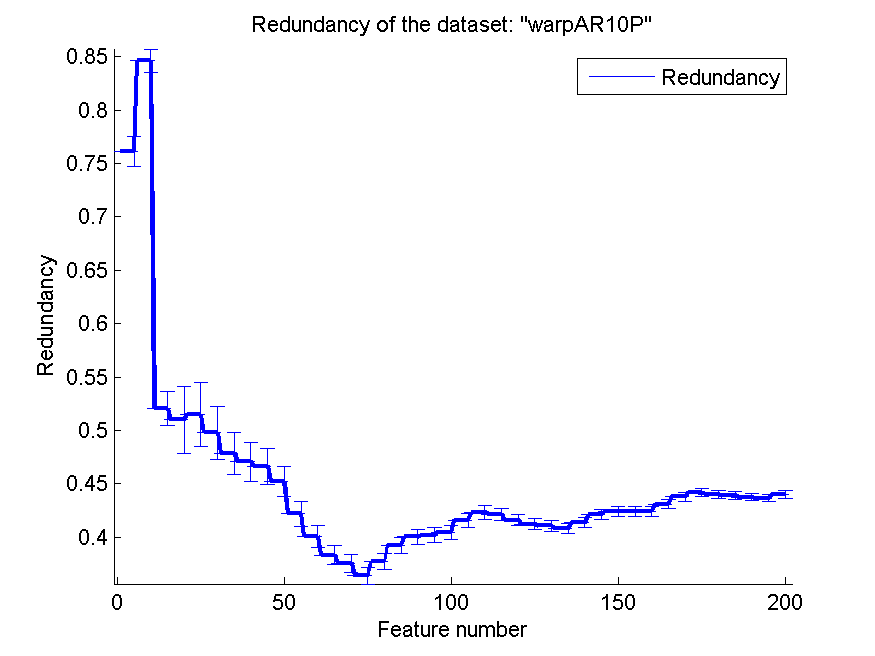 Redundancy of the dataset: "warpAR10P"
Redundancy
0.85
0.8
0.75
0.7
0.65
0.6
0.55
0.5
0.45
0.4
Redundancy
0 50 100 150 200
Feature number